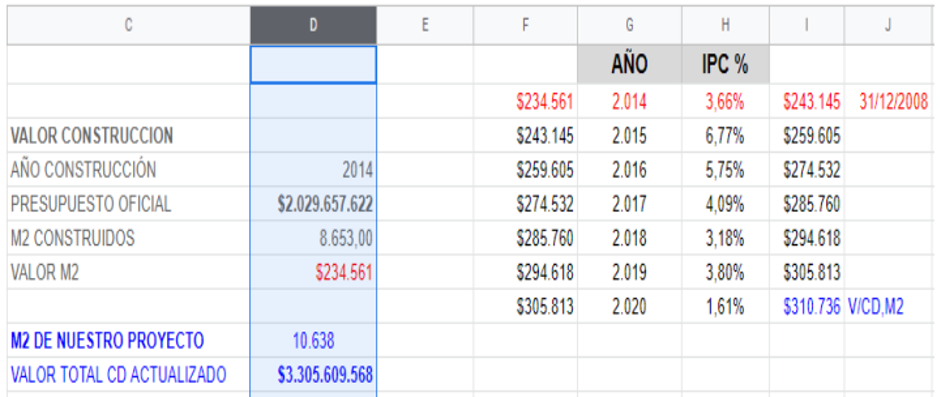 C D E F G H I J
AÑO IPC %
$234.561 2.014 3,66% $243.145 31/12/2008
VALOR CONSTRUCCION $243.145 2.015 6,77% $259.605
AÑO CONSTRUCCIÓN 2014 $259.605 2.016 5,75% $274.532
PRESUPUESTO OFICIAL $2.029.657.622 $274.532 2.017 4,09% $285.760
M2 CONSTRUIDOS 8.653,00 $285.760 2.018 3,18% $294.618
VALOR M2 $234.561 $294.618 2.019 3,80% $305.813
$305.813 2.020 1,61% $310.736 V/CD,M2
M2 DE NUESTRO PROYECTO 10.638
VALOR TOTAL CD ACTUALIZADO $3.305.609.568